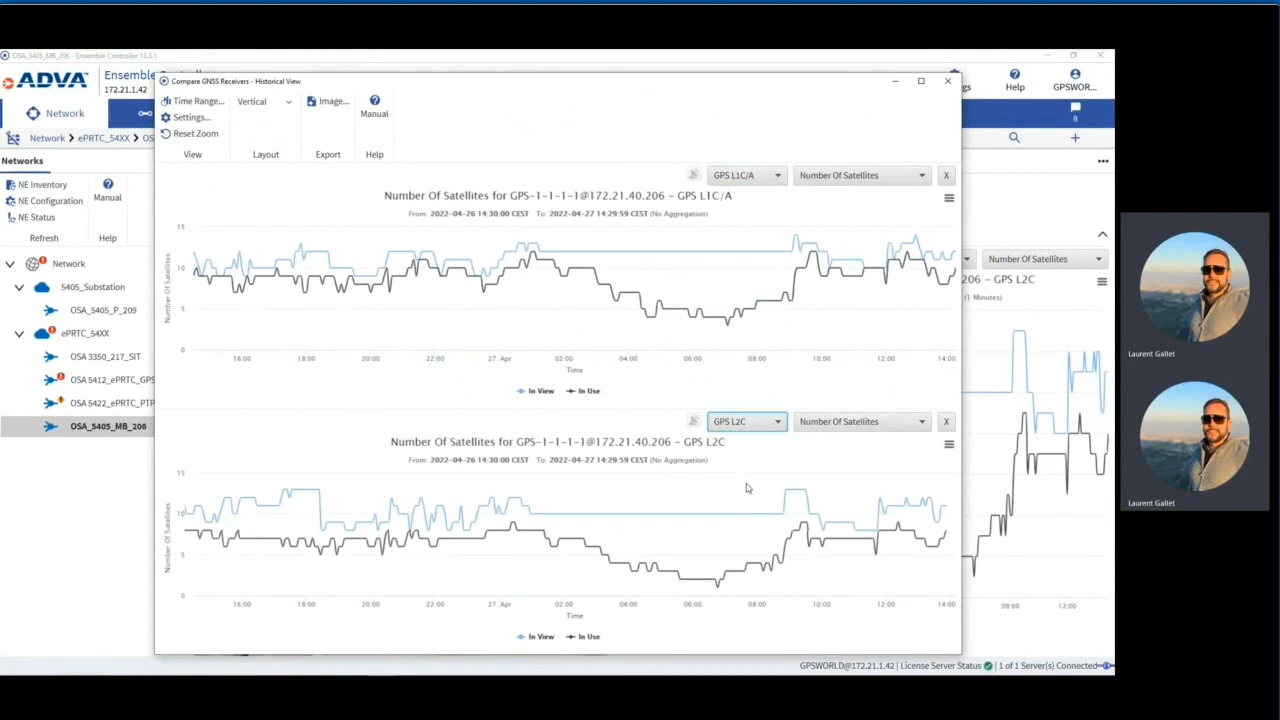 OSA_5405_MB_206 - Ensemble Controller 13.3.1
ADVA™
Ensemble
172.21.1.42
gs
Help
GPSWOR...
Network
8
Network > ePRTC_54XX > OS
Networks
NE Inventory
NE Configuration
NE Status
Manual
Refresh
Help
Network
5405_Substation
OSA_5405_P_209
ePRTC_54XX
OSA 3350_217_SIT
OSA 5412_ePRTC_GPS
OSA 5422_ePRTC_PTP
OSA_5405_MB_206
Compare GNSS Receivers - Historical View
Time Range...
Settings...
Reset Zoom
View
Vertical
Layout
Image...
Export
Manual
Help
GPS L1C/A
Number Of Satellites
X
Number Of Satellites for GPS-1-1-1-1@172.21.40.206 - GPS L1C/A
From: 2022-04-26 14:30:00 CEST To: 2022-04-27 14:29:59 CEST (No Aggregation)
Number Of Satellites
15
10
5
0
16:00 18:00 20:00 22:00 27. Apr 02:00 04:00 06:00 08:00 10:00 12:00 14:00
Time
In View In Use
GPS L2C
Number Of Satellites
X
Number Of Satellites for GPS-1-1-1-1@172.21.40.206 - GPS L2C
From: 2022-04-26 14:30:00 CEST To: 2022-04-27 14:29:59 CEST (No Aggregation)
Number Of Satellites
15
10
5
0
16:00 18:00 20:00 22:00 27. Apr 02:00 04:00 06:00 08:00 10:00 12:00 14:00
Time
In View In Use
Number Of Satellites
206 - GPS L2C
(1 Minutes)
09:00 12:00
GPSWORLD@172.21.1.42 | License Server Status | 1 of 1 Server(s) Connected
Laurent Gallet
Laurent Gallet